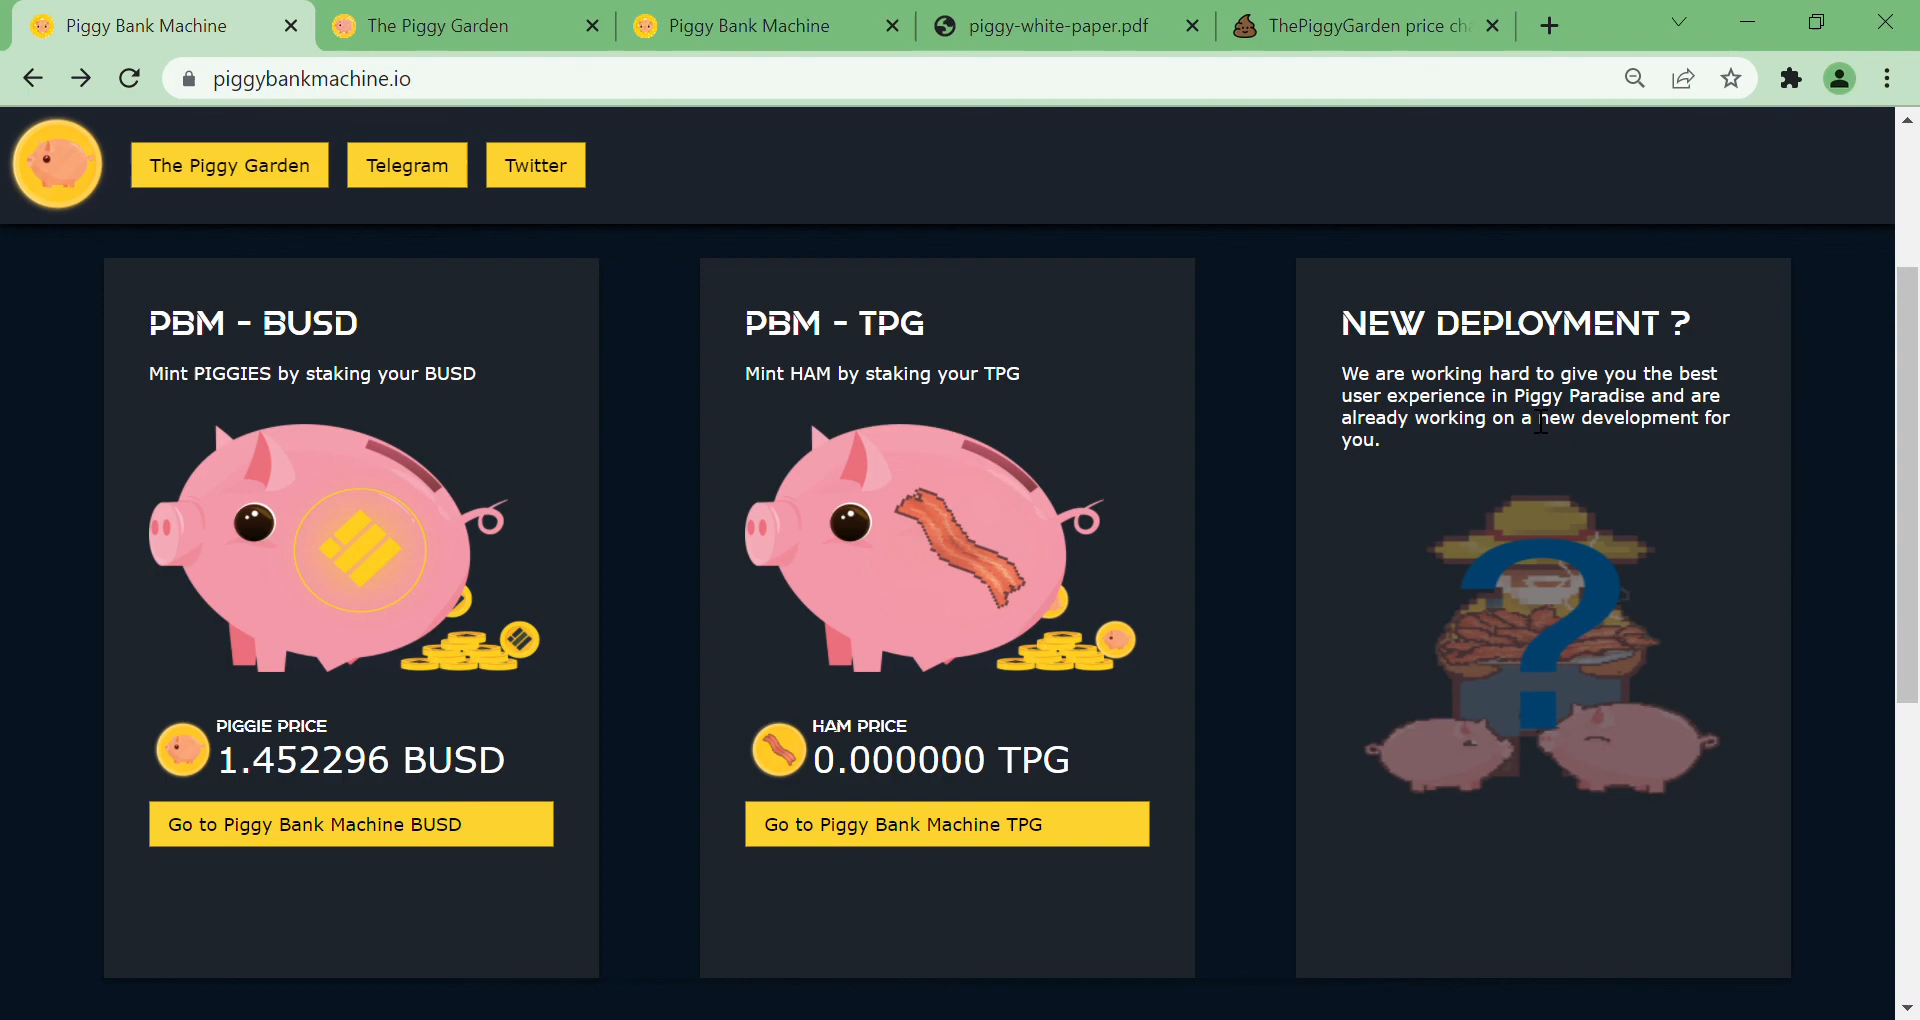 Piggy Bank Machine
The Piggy Garden
Piggy Bank Machine
piggy-white-paper.pdf
ThePiggyGarden price
piggybankmachine.io
The Piggy Garden
Telegram
Twitter
PBM - BUSD
Mint PIGGIES by staking your BUSD
PIGGIE PRICE
1.452296 BUSD
Go to Piggy Bank Machine BUSD
PBM - TPG
Mint HAM by staking your TPG
HAM PRICE
0.000000 TPG
Go to Piggy Bank Machine TPG
NEW DEPLOYMENT ?
We are working hard to give you the best
user experience in Piggy Paradise and are
already working on a new development for
you.
?